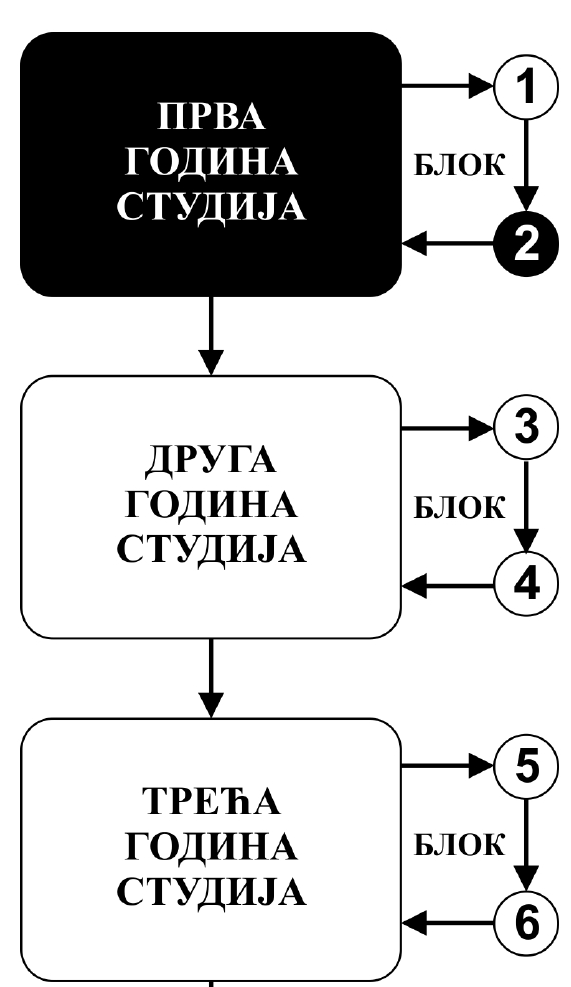 ПРВА
ГОДИНА
СТУДИЈА
1
БЛОК
2
ДРУГА
ГОДИНА
СТУДИЈА
3
БЛОК
4
ТРЕЋА
ГОДИНА
СТУДИЈА
5
БЛОК
6